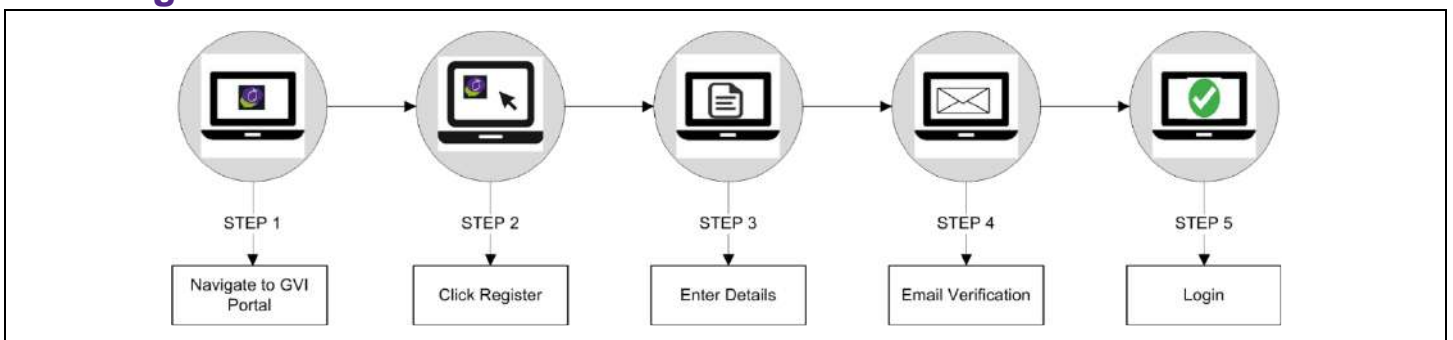 STEP 1
STEP 2
STEP 3
STEP 4
STEP 5
Navigate to GVI
Portal
Click Register
Enter Details
Email Verification
Login